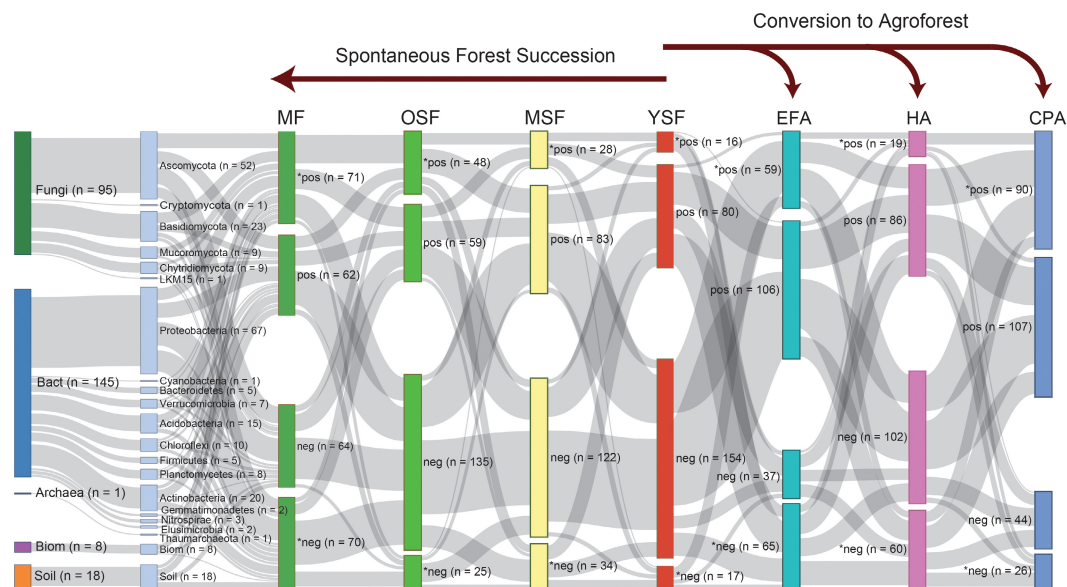 Conversion to Agroforest
Spontaneous Forest Succession
MF
OSF
MSF
YSF
EFA
HA
CPA
Fungi (n = 95)
Bact (n = 145)
Archaea (n = 1)
Biom (n = 8)
Soil (n = 18)
Ascomycota (n = 52)
Cryptomycota (n = 1)
Basidiomycota (n = 23)
Mucoromycota (n = 9)
Chytridiomycota (n = 9)
LKM15 (n = 1)
Proteobacteria (n = 67)
Cyanobacteria (n = 1)
Bacteroidetes (n = 5)
Verrucomicrobia (n = 7)
Acidobacteria (n = 15)
Chloroflexi (n = 10)
Firmicutes (n = 5)
Planctomycetes (n = 8)
Actinobacteria (n = 20)
Gemmatimonadetes (n = 2)
Nitrospirae (n = 3)
Elusimicrobia (n = 2)
Thaumarchaeota (n = 1)
Biom (n = 8)
Soil (n = 18)
*pos (n = 71)
pos (n = 62)
neg (n = 64)
*neg (n = 70)
*pos (n = 48)
pos (n = 59)
neg (n = 135)
*neg (n = 25)
*pos (n = 28)
pos (n = 83)
neg (n = 122)
*neg (n = 34)
*pos (n = 16)
pos (n = 80)
neg (n = 154)
*neg (n = 17)
*pos (n = 59)
pos (n = 106)
neg (n = 37)
*neg (n = 65)
*pos (n = 19)
pos (n = 86)
neg (n = 102)
*neg (n = 60)
*pos (n = 90)
pos (n = 107)
neg (n = 44)
*neg (n = 26)